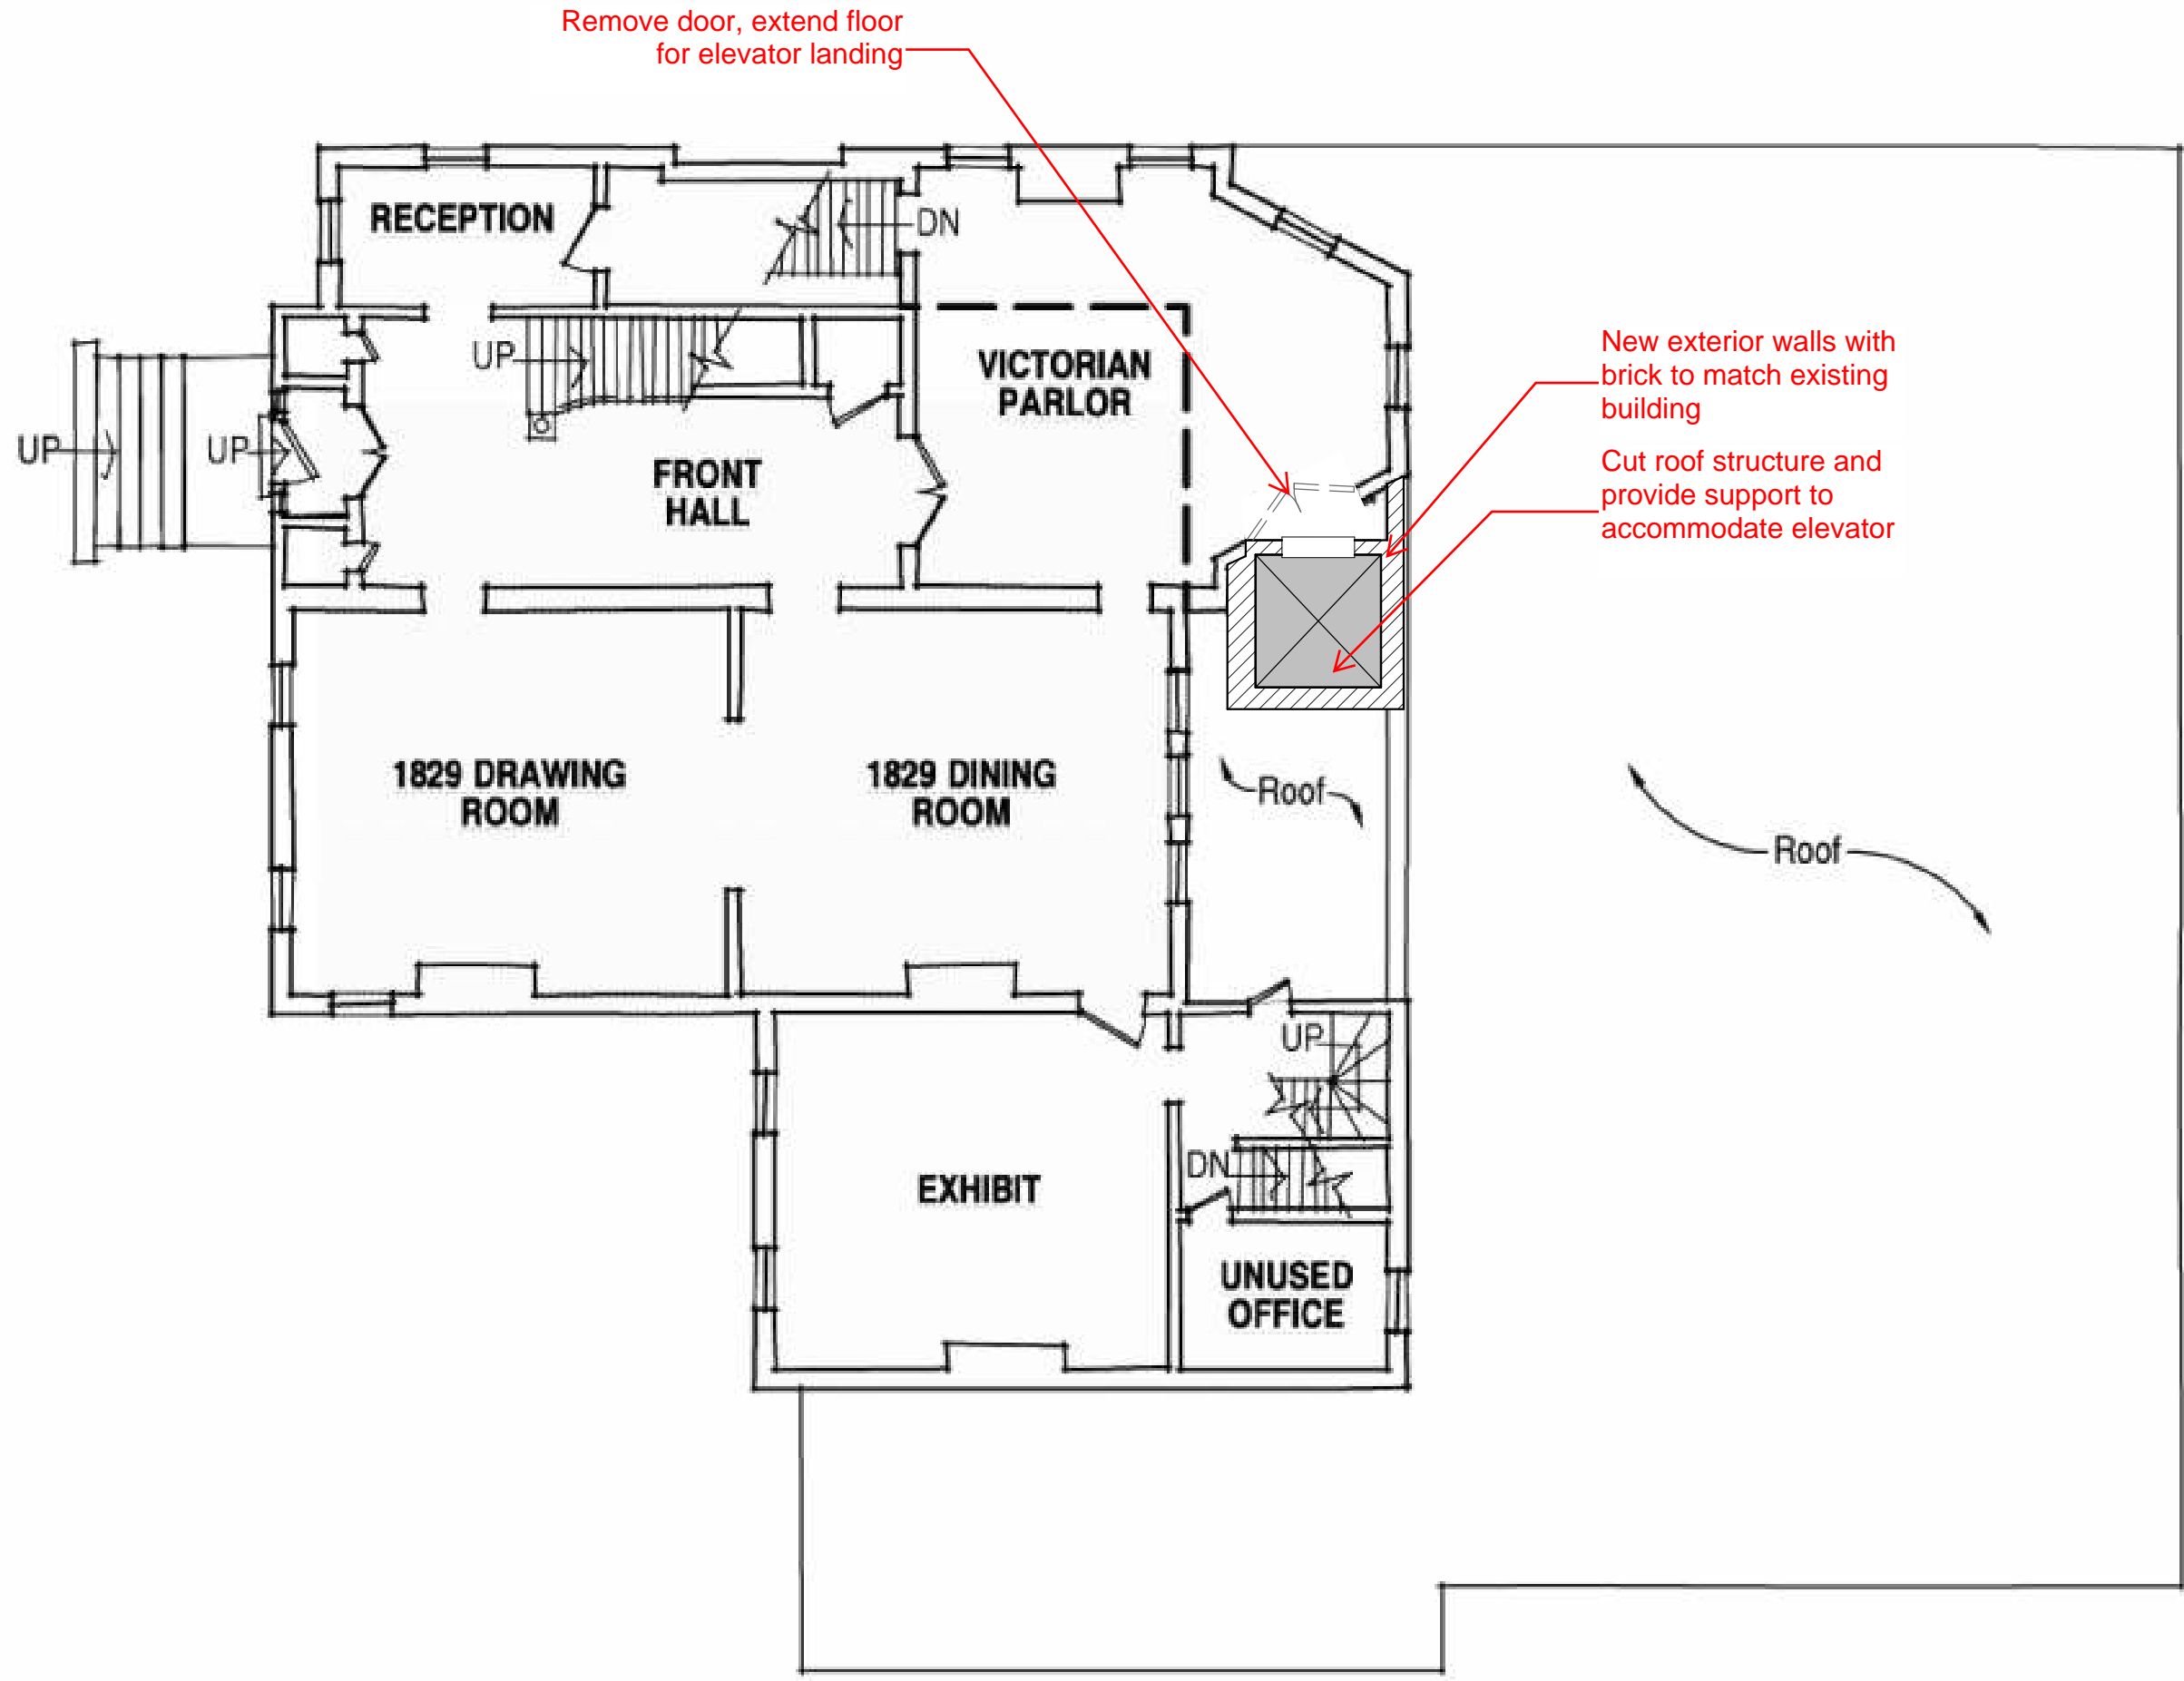 Remove door, extend floor
for elevator landing
RECEPTION
DN
UP
VICTORIAN
PARLOR
New exterior walls with
brick to match existing
building
UP
UP
FRONT
HALL
Cut roof structure and
provide support to
accommodate elevator
1829 DRAWING
ROOM
1829 DINING
ROOM
Roof
Roof
UP
DN
EXHIBIT
UNUSED
OFFICE